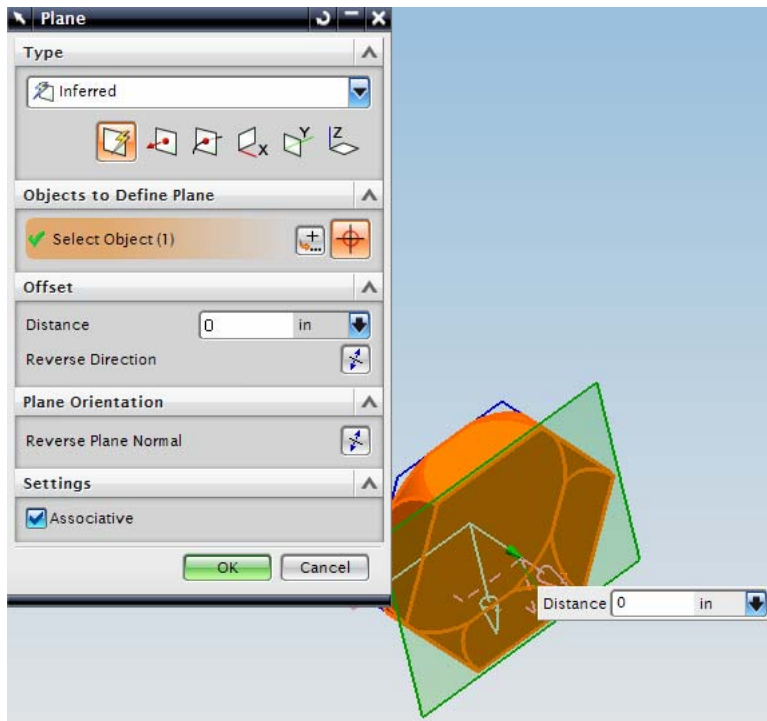 Plane
Type
Inferred
X Y Z
Objects to Define Plane
Select Object (1)
Offset
Distance 0 in
Reverse Direction
Plane Orientation
Reverse Plane Normal
Settings
Associative
OK Cancel
Distance 0 in